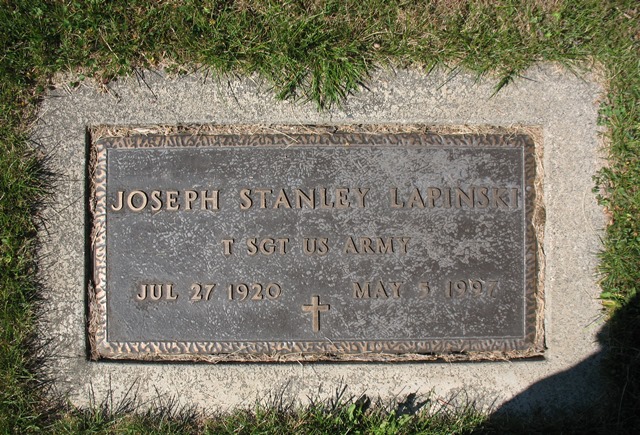 JOSEPH STANLEY LAPINSKI
T SGT US ARMY
JUL 27 1920 MAY 5 1997